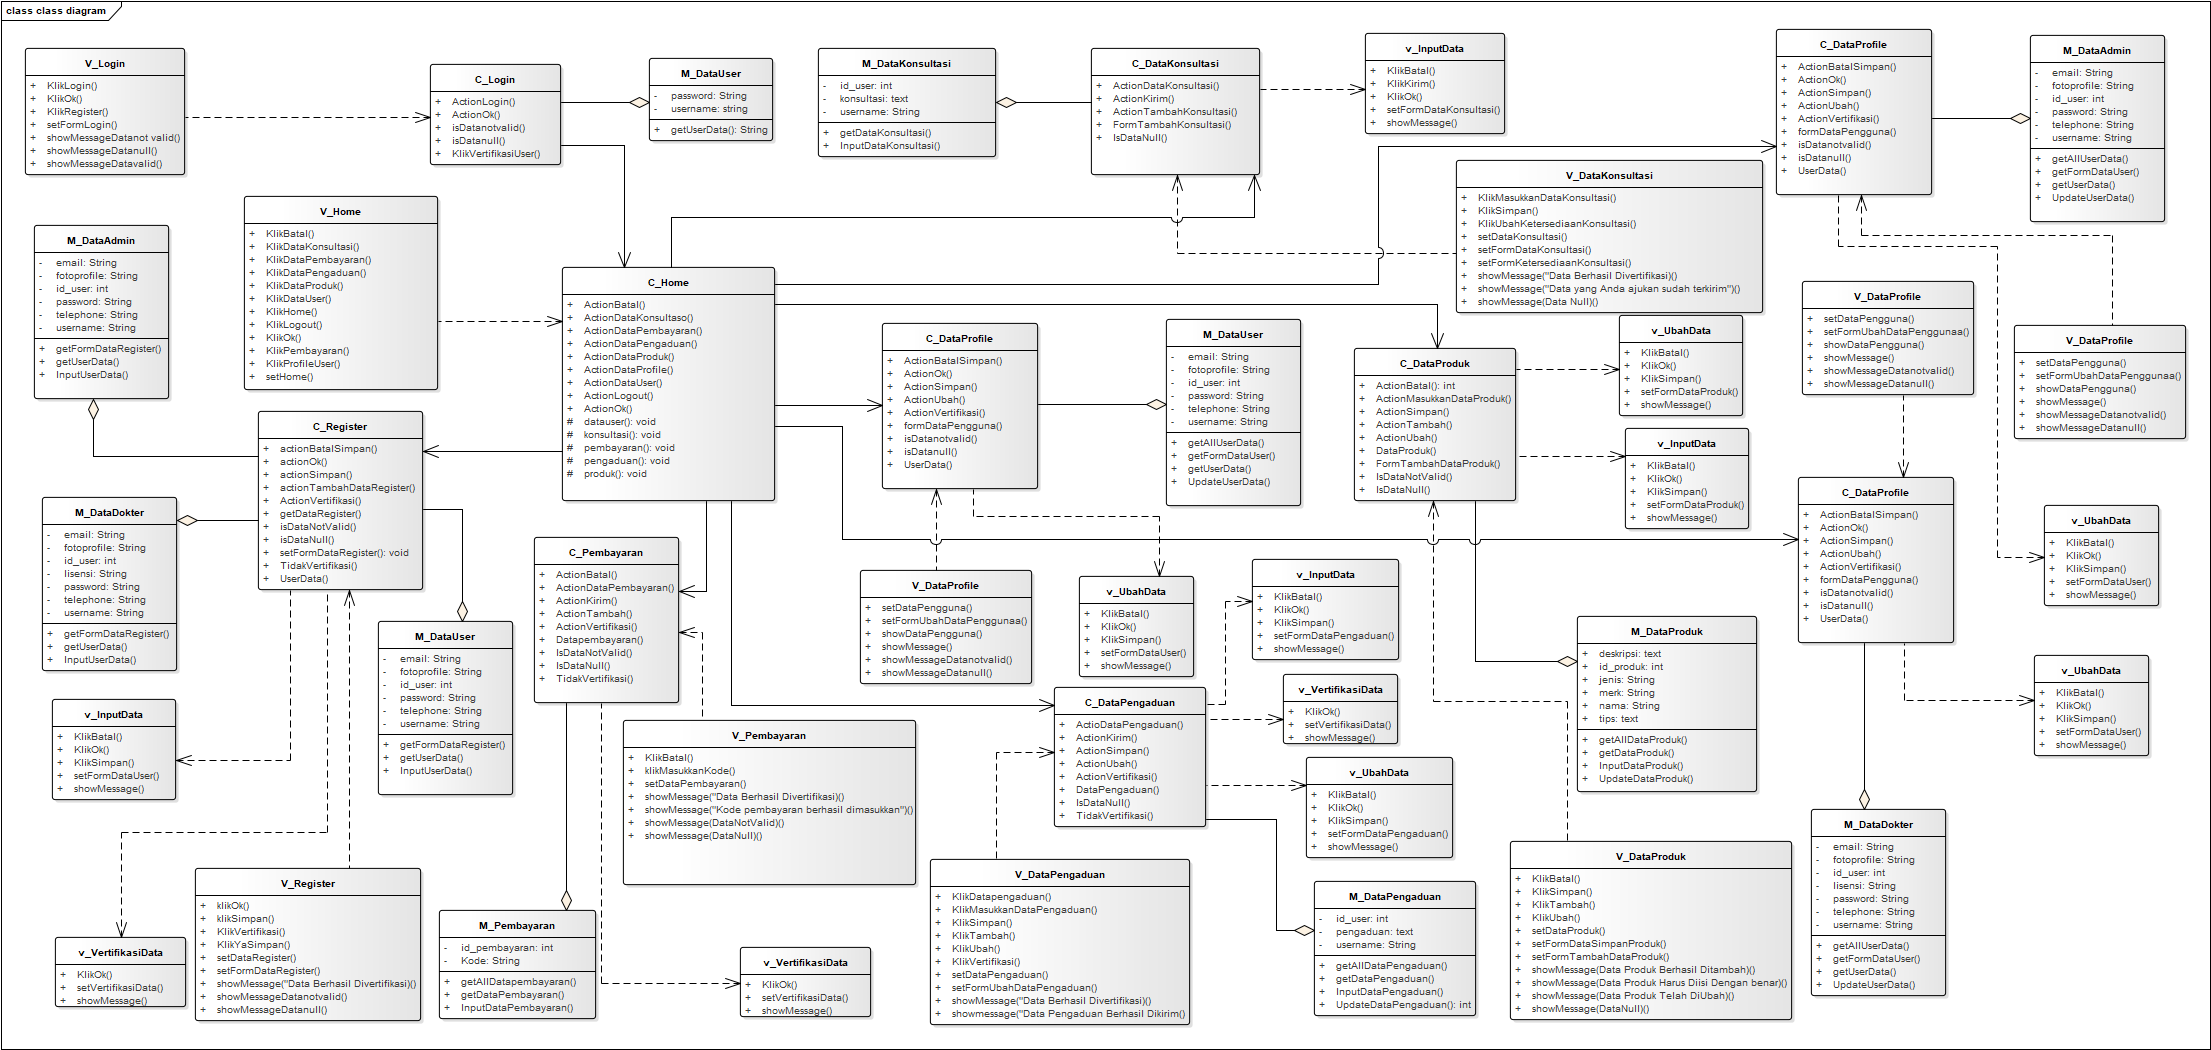 class class diagram
V_Login
+ KlikLogin()
+ KlikOk()
+ KlikRegister()
+ setFormLogin()
+ showMessageDatanot valid()
+ showMessageDatanull()
+ showMessageDatavalid()
C_Login
+ ActionLogin()
+ ActionOk()
+ isDatanotvalid()
+ isDatanull()
+ KlikVertifikasiUser()
M_DataUser
- password: String
- username: string
+ getUserData(): String
M_DataKonsultasi
- id_user: int
- konsultasi: text
- username: String
+ getDataKonsultasi()
+ InputDataKonsultasi()
C_DataKonsultasi
+ ActionDataKonsultasi()
+ ActionKirim()
+ ActionTambahKonsultasi()
+ FormTambahKonsultasi()
+ IsDataNull()
v_InputData
+ KlikBatal()
+ KlikKirim()
+ KlikOk()
+ setFormDataKonsultasi()
+ showMessage()
C_DataProfile
+ ActionBatalSimpan()
+ ActionOk()
+ ActionSimpan()
+ ActionUbah()
+ ActionVertifikasi()
+ formDataPengguna()
+ isDatanotvalid()
+ isDatanull()
+ UserData()
M_DataAdmin
- email: String
- fotoprofile: String
- id_user: int
- password: String
- telephone: String
- username: String
+ getAllUserData()
+ getFormDataUser()
+ getUserData()
+ UpdateUserData()
V_DataKonsultasi
+ KlikMasukkanDataKonsultasi()
+ KlikSimpan()
+ KlikUbahKetersediaanKonsultasi()
+ setDataKonsultasi()
+ setFormDataKonsultasi()
+ setFormKetersediaanKonsultasi()
+ showMessage("Data Berhasil Divertifikasi)()
+ showMessage("Data yang Anda ajukan sudah terkirim")()
+ showMessage(Data Null)()
M_DataAdmin
- email: String
- fotoprofile: String
- id_user: int
- password: String
- telephone: String
- username: String
+ getFormDataRegister()
+ getUserData()
+ InputUserData()
V_Home
+ KlikBatal()
+ KlikDataKonsultasi()
+ KlikDataPembayaran()
+ KlikDataPengaduan()
+ KlikDataProduk()
+ KlikDataUser()
+ KlikHome()
+ KlikLogout()
+ KlikOk()
+ KlikPembayaran()
+ KlikProfileUser()
+ setHome()
C_Home
+ ActionBatal()
+ ActionDataKonsultaso()
+ ActionDataPembayaran()
+ ActionDataPengaduan()
+ ActionDataProduk()
+ ActionDataProfile()
+ ActionDataUser()
+ ActionLogout()
+ ActionOk()
# datauser(): void
# konsultasi(): void
# pembayaran(): void
# pengaduan(): void
# produk(): void
C_DataProfile
+ ActionBatalSimpan()
+ ActionOk()
+ ActionSimpan()
+ ActionUbah()
+ ActionVertifikasi()
+ formDataPengguna()
+ isDatanotvalid()
+ isDatanull()
+ UserData()
M_DataUser
- email: String
- fotoprofile: String
- id_user: int
- password: String
- telephone: String
- username: String
+ getAllUserData()
+ getFormDataUser()
+ getUserData()
+ UpdateUserData()
C_DataProduk
+ ActionBatal(): int
+ ActionMasukkanDataProduk()
+ ActionSimpan()
+ ActionTambah()
+ ActionUbah()
+ DataProduk()
+ FormTambahDataProduk()
+ IsDataNotValid()
+ IsDataNull()
v_UbahData
+ KlikBatal()
+ KlikOk()
+ KlikSimpan()
+ setFormDataProduk()
+ showMessage()
v_InputData
+ KlikBatal()
+ KlikOk()
+ KlikSimpan()
+ setFormDataProduk()
+ showMessage()
V_DataProfile
+ setDataPengguna()
+ setFormUbahDataPenggunaa()
+ showDataPengguna()
+ showMessage()
+ showMessageDatanotvalid()
+ showMessageDatanull()
V_DataProfile
+ setDataPengguna()
+ setFormUbahDataPenggunaa()
+ showDataPengguna()
+ showMessage()
+ showMessageDatanotvalid()
+ showMessageDatanull()
C_Register
+ actionBatalSimpan()
+ actionOk()
+ actionSimpan()
+ actionTambahDataRegister()
+ ActionVertifikasi()
+ getDataRegister()
+ isDataNotValid()
+ isDataNull()
+ setFormDataRegister(): void
+ TidakVertifikasi()
+ UserData()
M_DataDokter
- email: String
- fotoprofile: String
- id_user: int
- lisensi: String
- password: String
- telephone: String
- username: String
+ getFormDataRegister()
+ getUserData()
+ InputUserData()
C_Pembayaran
+ ActionBatal()
+ ActionDataPembayaran()
+ ActionKirim()
+ ActionTambah()
+ ActionVertifikasi()
+ Datapembayaran()
+ IsDataNotValid()
+ IsDataNull()
+ TidakVertifikasi()
V_DataProfile
+ setDataPengguna()
+ setFormUbahDataPenggunaa()
+ showDataPengguna()
+ showMessage()
+ showMessageDatanotvalid()
+ showMessageDatanull()
v_UbahData
+ KlikBatal()
+ KlikOk()
+ KlikSimpan()
+ setFormDataUser()
+ showMessage()
v_InputData
+ KlikBatal()
+ KlikOk()
+ KlikSimpan()
+ setFormDataPengaduan()
+ showMessage()
C_DataProfile
+ ActionBatalSimpan()
+ ActionOk()
+ ActionSimpan()
+ ActionUbah()
+ ActionVertifikasi()
+ formDataPengguna()
+ isDatanotvalid()
+ isDatanull()
+ UserData()
v_UbahData
+ KlikBatal()
+ KlikOk()
+ KlikSimpan()
+ setFormDataUser()
+ showMessage()
M_DataUser
- email: String
- fotoprofile: String
- id_user: int
- password: String
- telephone: String
- username: String
+ getFormDataRegister()
+ getUserData()
+ InputUserData()
v_InputData
+ KlikBatal()
+ KlikOk()
+ KlikSimpan()
+ setFormDataUser()
+ showMessage()
V_Pembayaran
+ KlikBatal()
+ klikMasukkanKode()
+ setDataPembayaran()
+ showMessage("Data Berhasil Divertifikasi)()
+ showMessage("Kode pembayaran berhasil dimasukkan")()
+ showMessage(DataNotValid)()
+ showMessage(DataNull)()
C_DataPengaduan
+ ActioDataPengaduan()
+ ActionKirim()
+ ActionSimpan()
+ ActionUbah()
+ ActionVertifikasi()
+ DataPengaduan()
+ IsDataNull()
+ TidakVertifikasi()
v_VertifikasiData
+ KlikOk()
+ setVertifikasiData()
+ showMessage()
v_UbahData
+ KlikBatal()
+ KlikOk()
+ KlikSimpan()
+ setFormDataPengaduan()
+ showMessage()
M_DataProduk
+ deskripsi: text
+ id_produk: int
+ jenis: String
+ merk: String
+ nama: String
+ tips: text
+ getAllDataProduk()
+ getDataProduk()
+ InputDataProduk()
+ UpdateDataProduk()
v_UbahData
+ KlikBatal()
+ KlikOk()
+ KlikSimpan()
+ setFormDataUser()
+ showMessage()
V_Register
+ klikOk()
+ klikSimpan()
+ KlikVertifikasi()
+ KlikYaSimpan()
+ setDataRegister()
+ setFormDataRegister()
+ showMessage("Data Berhasil Divertifikasi)()
+ showMessageDatanotvalid()
+ showMessageDatanull()
v_VertifikasiData
+ KlikOk()
+ setVertifikasiData()
+ showMessage()
M_Pembayaran
- id_pembayaran: int
- Kode: String
+ getAllDatapembayaran()
+ getDataPembayaran()
+ InputDataPembayaran()
v_VertifikasiData
+ KlikOk()
+ setVertifikasiData()
+ showMessage()
V_DataPengaduan
+ KlikDatapengaduan()
+ KlikMasukkanDataPengaduan()
+ KlikSimpan()
+ KlikTambah()
+ KlikUbah()
+ KlikVertifikasi()
+ setDataPengaduan()
+ setFormUbahDataPengaduan()
+ showMessage("Data Berhasil Divertifikasi)()
+ showmessage("Data Pengaduan Berhasil Dikirim()
M_DataPengaduan
- id_user: int
- pengaduan: text
- username: String
+ getAllDataPengaduan()
+ getDataPengaduan()
+ InputDataPengaduan()
+ UpdateDataPengaduan(): int
V_DataProduk
+ KlikBatal()
+ KlikSimpan()
+ KlikTambah()
+ KlikUbah()
+ setDataProduk()
+ setFormDataSimpanProduk()
+ setFormTambahDataProduk()
+ showMessage(Data Produk Berhasil Ditambah)()
+ showMessage(Data Produk Harus Diisi Dengan benar)()
+ showMessage(Data Produk Telah DiUbah)()
+ showMessage(DataNull)()
M_DataDokter
- email: String
- fotoprofile: String
- id_user: int
- lisensi: String
- password: String
- telephone: String
- username: String
+ getAllUserData()
+ getFormDataUser()
+ getUserData()
+ UpdateUserData()